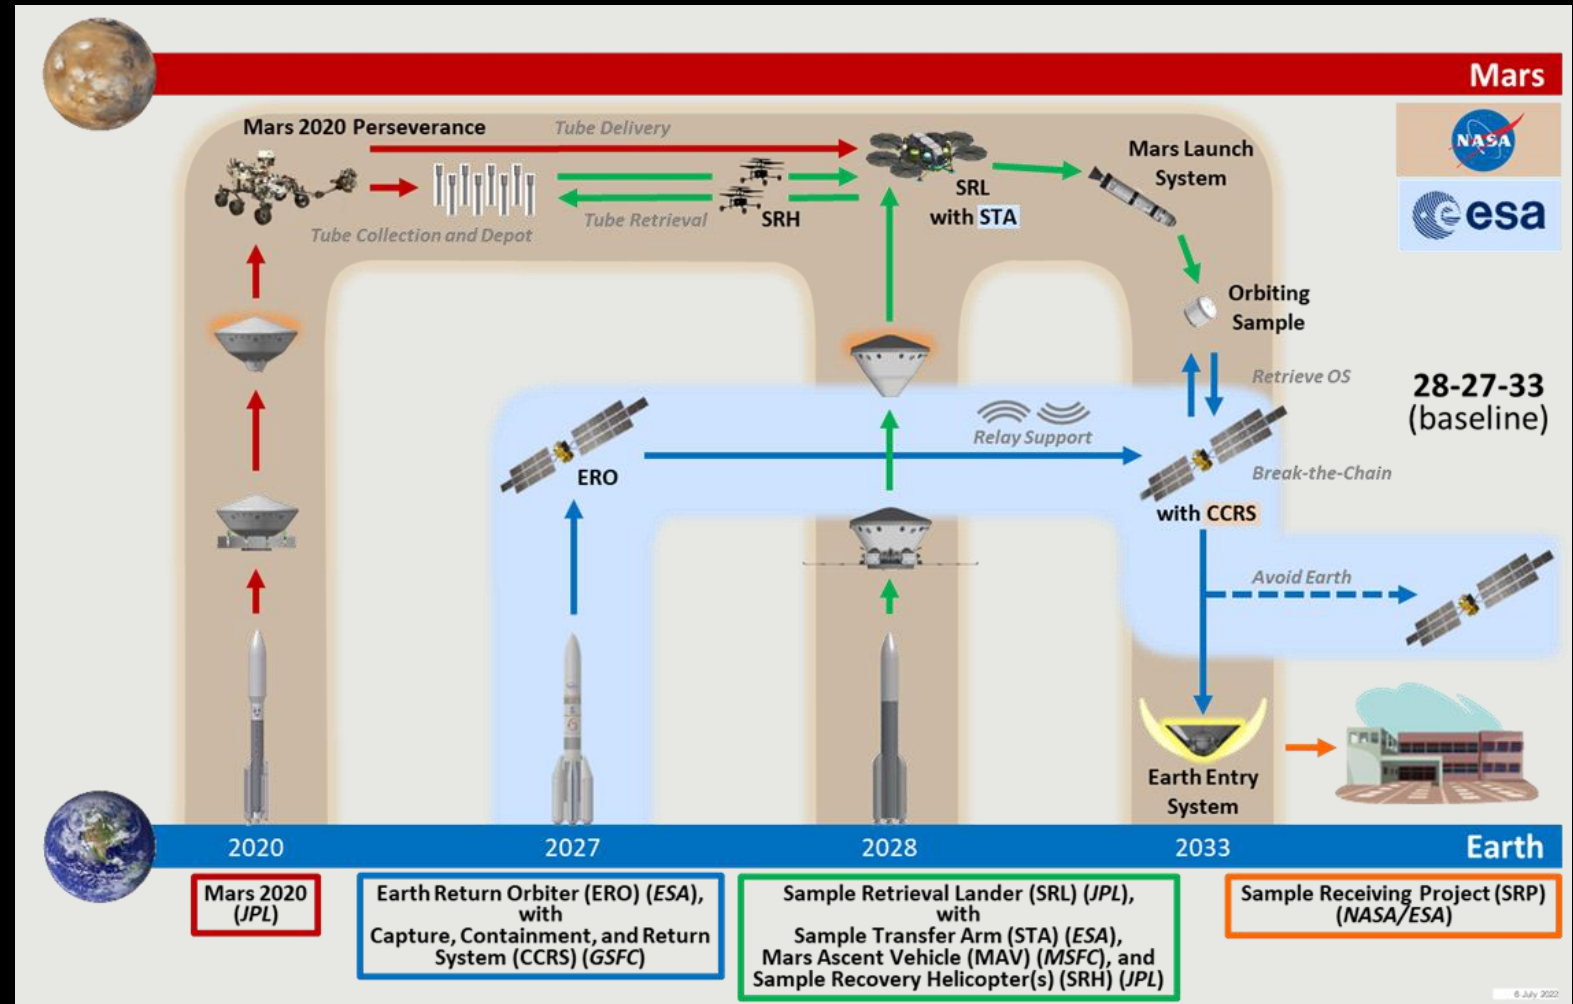 Mars
NASA
esa
Mars 2020 Perseverance
Tube Delivery
Mars Launch
System
SRL
with STA
SRH
Tube Retrieval
Tube Collection and Depot
Orbiting
Sample
Retrieve OS
28-27-33
(baseline)
Relay Support
ERO
Break-the-Chain
with CCRS
Avoid Earth
Earth Entry
System
2020
2027
2028
2033
Earth
Mars 2020
(JPL)
Earth Return Orbiter (ERO) (ESA),
with
Capture, Containment, and Return
System (CCRS) (GSFC)
Sample Retrieval Lander (SRL) (JPL),
with
Sample Transfer Arm (STA) (ESA),
Mars Ascent Vehicle (MAV) (MSFC), and
Sample Recovery Helicopter(s) (SRH) (JPL)
Sample Receiving Project (SRP)
(NASA/ESA)
6 July 2022